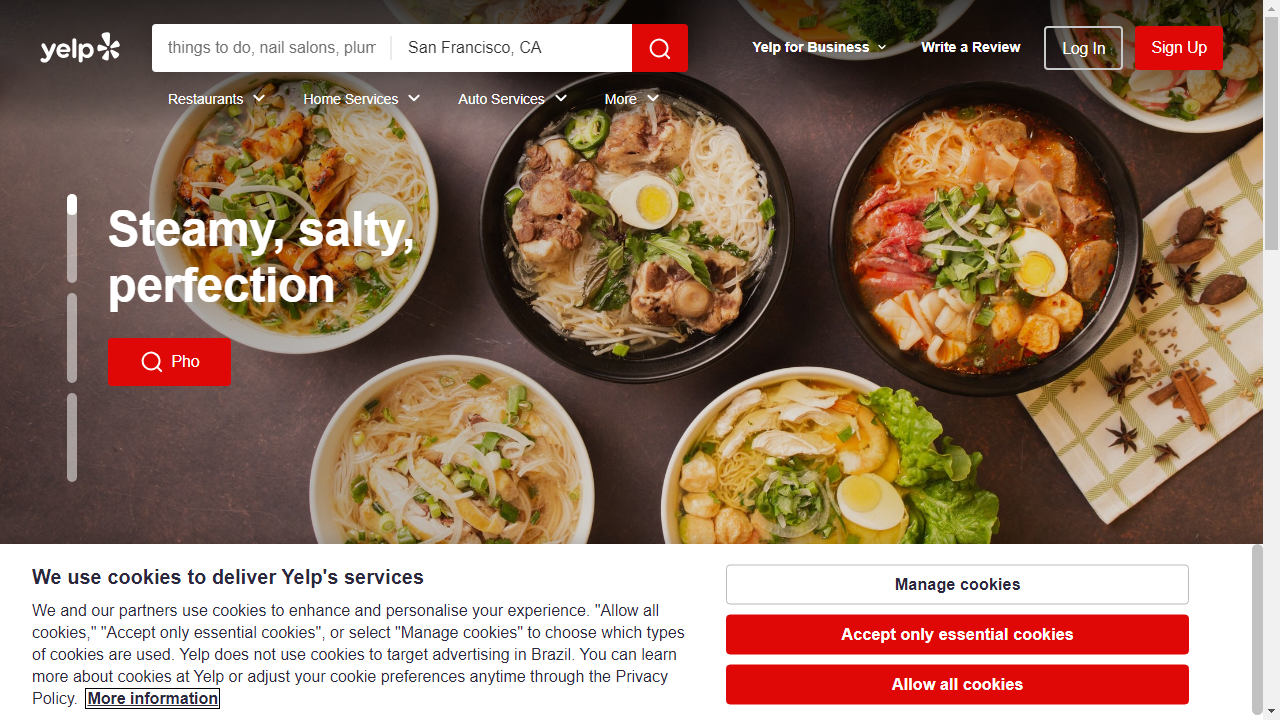 yelp
things to do, nail salons, plum
San Francisco, CA
Yelp for Business
Write a Review
Log In
Sign Up
Restaurants
Home Services
Auto Services
More
Steamy, salty,
perfection
Pho
We use cookies to deliver Yelp's services
We and our partners use cookies to enhance and personalise your experience. "Allow all
cookies," "Accept only essential cookies", or select "Manage cookies" to choose which types
of cookies are used. Yelp does not use cookies to target advertising in Brazil. You can learn
more about cookies at Yelp or adjust your cookie preferences anytime through the Privacy
Policy. More information
Manage cookies
Accept only essential cookies
Allow all cookies